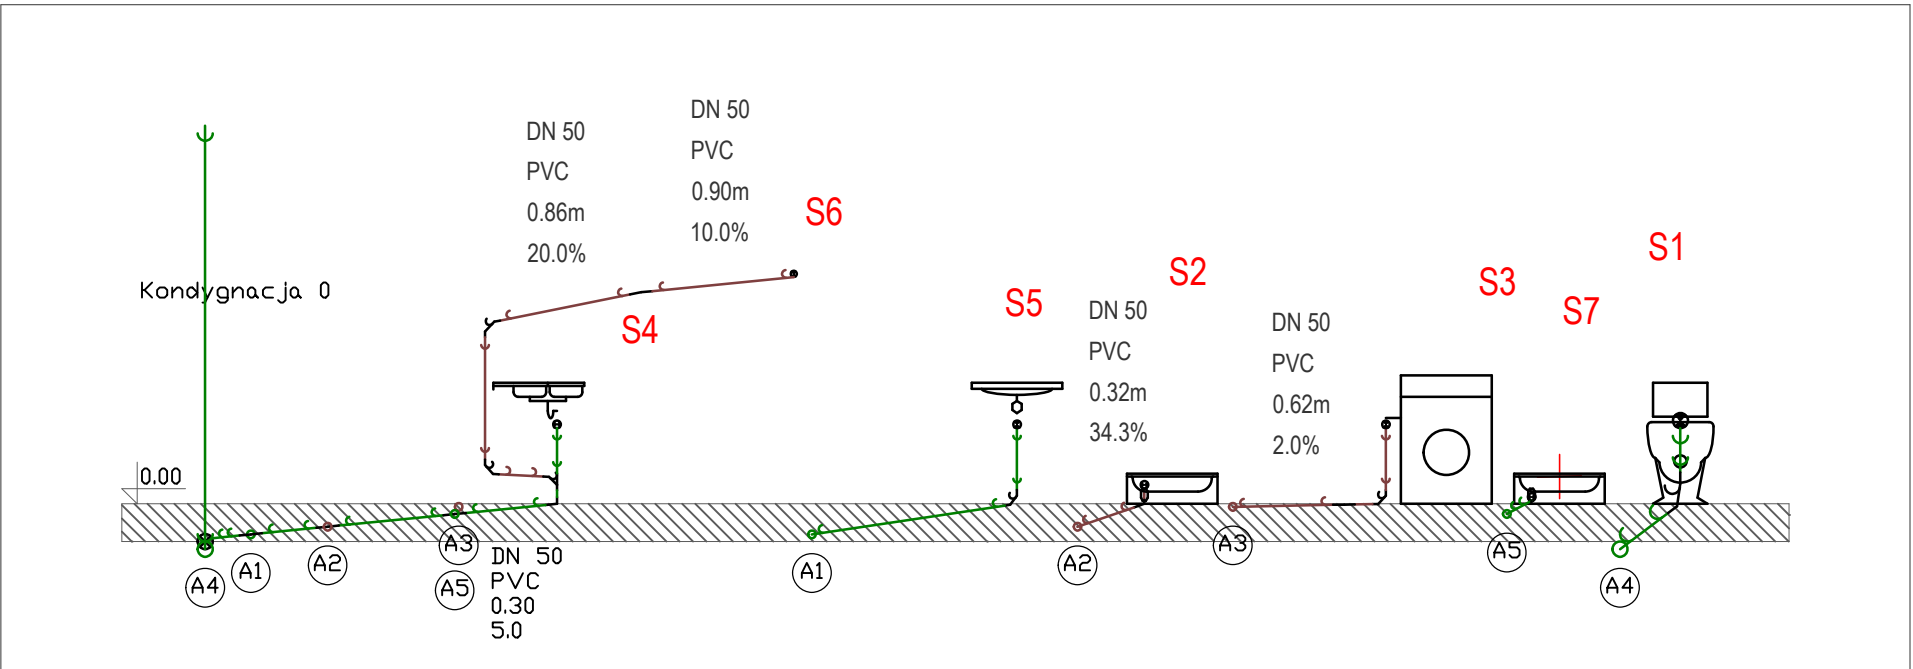 DN 50
PVC
0.86m
20.0%
DN 50
PVC
0.90m
10.0%
S6
Kondygnacja 0
S4
S5
S2
DN 50
PVC
0.32m
34.3%
DN 50
PVC
0.62m
2.0%
S3
S7
S1
0.00
A4
A1
A2
A3
A5
DN 50
PVC
0.30
5.0
A1
A2
A3
A5
A4